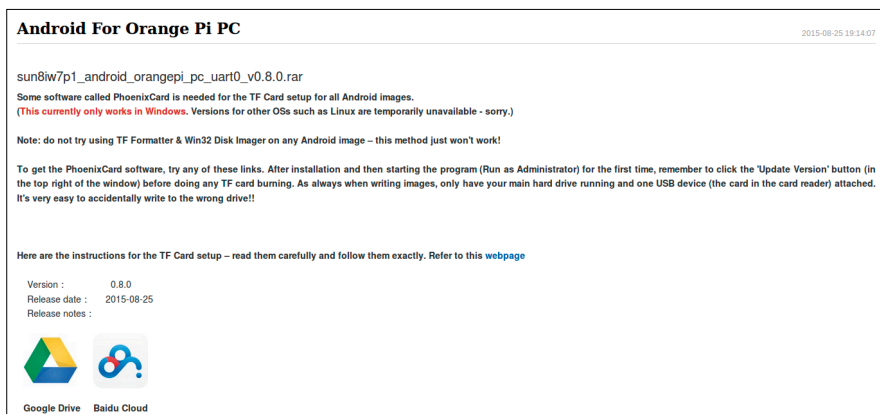 Android For Orange Pi PC
2015-08-25 19:14:07
sun8iw7p1_android_orangepi_pc_uart0_v0.8.0.rar
Some software called PhoenixCard is needed for the TF Card setup for all Android images.
(This currently only works in Windows. Versions for other OSs such as Linux are temporarily unavailable - sorry.)
Note: do not try using TF Formatter & Win32 Disk Imager on any Android image – this method just won't work!
To get the PhoenixCard software, try any of these links. After installation and then starting the program (Run as Administrator) for the first time, remember to click the 'Update Version' button (in
the top right of the window) before doing any TF card burning. As always when writing images, only have your main hard drive running and one USB device (the card in the card reader) attached.
It's very easy to accidentally write to the wrong drive!!
Here are the instructions for the TF Card setup – read them carefully and follow them exactly. Refer to this webpage
Version : 0.8.0
Release date : 2015-08-25
Release notes :
Google Drive Baidu Cloud